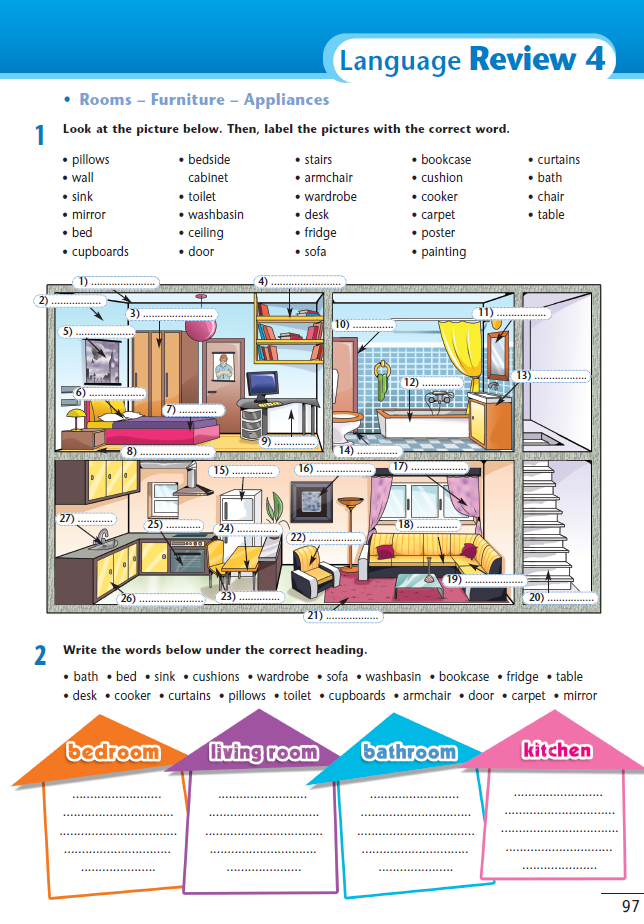 Language Review 4
• Rooms – Furniture – Appliances
1 Look at the picture below. Then, label the pictures with the correct word.
• pillows • bedside • stairs • bookcase • curtains
• wall cabinet • armchair • cushion • bath
• sink • toilet • wardrobe • cooker • chair
• mirror • washbasin • desk • carpet • table
• bed • ceiling • fridge • poster
• cupboards • door • sofa • painting
1) ......................
4) ......................
2) ................
3) ......................
11) ................
5) ..................
10) .............
13) .................
12) .............
6) ................
7) ..............
9) ..............
14) .............
8) ......................
15) .............
16) ..................
17) ..................
27) ............
25) ............
24) ..............
18) ................
22) .................
19) ...................
26) ......................
23) ..............
20) ................
21) ..................
2 Write the words below under the correct heading.
• bath • bed • sink • cushions • wardrobe • sofa • washbasin • bookcase • fridge • table
• desk • cooker • curtains • pillows • toilet • cupboards • armchair • door • carpet • mirror
bedroom living room bathroom kitchen
.......................... .......................... .......................... ..........................
................................ ................................ ................................ ................................
.................................. .................................. .................................. ..................................
............................... ............................... ............................... ...............................
...................... ...................... ...................... ......................
97